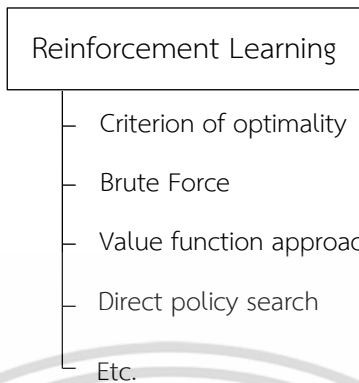 Reinforcement Learning
Criterion of optimality
Brute Force
Value function approac
Direct policy search
Etc.